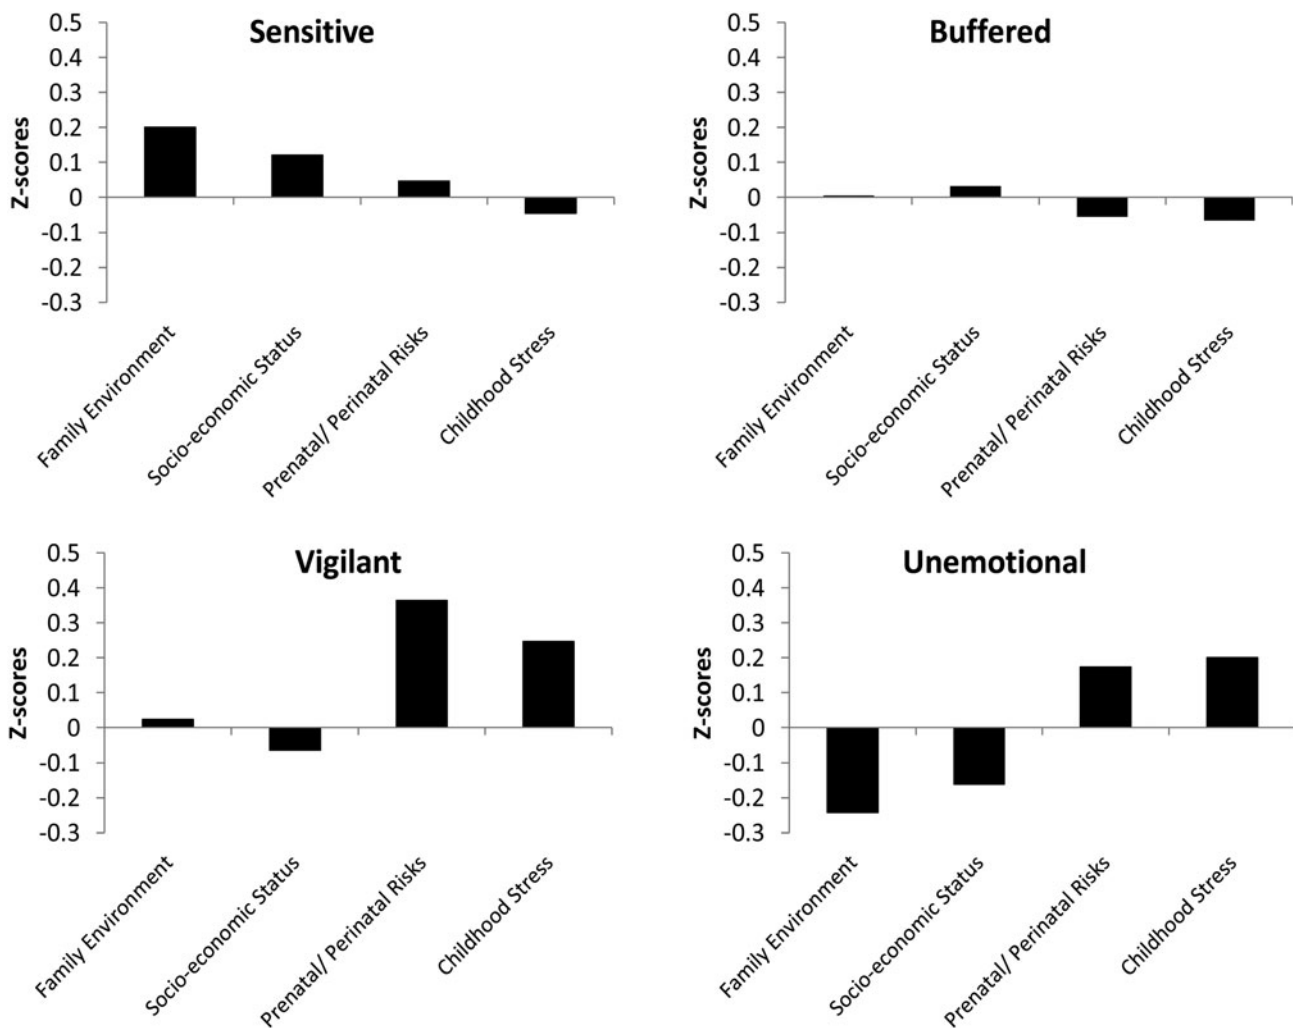 Sensitive
Z-scores
0.5
0.4
0.3
0.2
0.1
0
-0.1
-0.2
-0.3
Family Environment
Socio-economic Status
Prenatal/ Perinatal Risks
Childhood Stress
Buffered
Z-scores
0.5
0.4
0.3
0.2
0.1
0
-0.1
-0.2
-0.3
Family Environment
Socio-economic Status
Prenatal/ Perinatal Risks
Childhood Stress
Vigilant
Z-scores
0.5
0.4
0.3
0.2
0.1
0
-0.1
-0.2
-0.3
Family Environment
Socio-economic Status
Prenatal/ Perinatal Risks
Childhood Stress
Unemotional
Z-scores
0.5
0.4
0.3
0.2
0.1
0
-0.1
-0.2
-0.3
Family Environment
Socio-economic Status
Prenatal/ Perinatal Risks
Childhood Stress